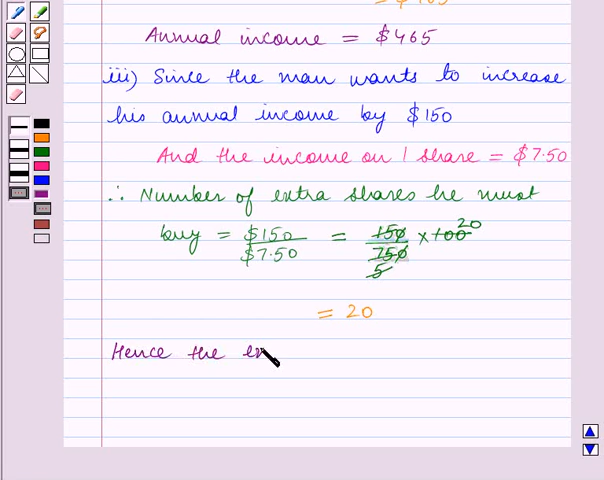 Annual income = $465
iii) Since the man wants to increase
his annual income by $150
And the income on 1 share = $7.50
∴ Number of extra shares he must
buy = $150/$7.50 = 150/750 × 100 20
5
= 20
Hence the ex